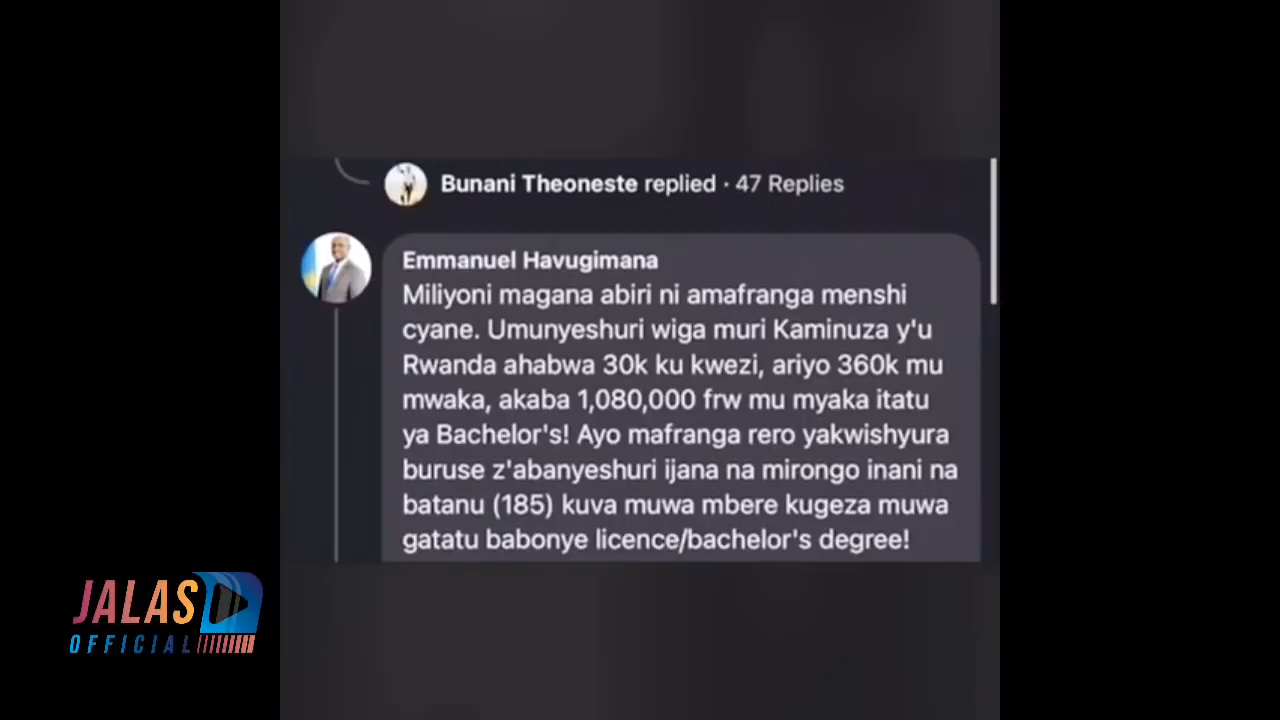 Bunani Theoneste replied · 47 Replies
Emmanuel Havugimana
Miliyoni magana abiri ni amafranga menshi
cyane. Umunyeshuri wiga muri Kaminuza y'u
Rwanda ahabwa 30k ku kwezi, ariyo 360k mu
mwaka, akaba 1,080,000 frw mu myaka itatu
ya Bachelor's! Ayo mafranga rero yakwishyura
buruse z'abanyeshuri ijana na mirongo inani na
batanu (185) kuva muwa mbere kugeza muwa
gatatu babonye licence/bachelor's degree!
JALAS
OFFICIAL